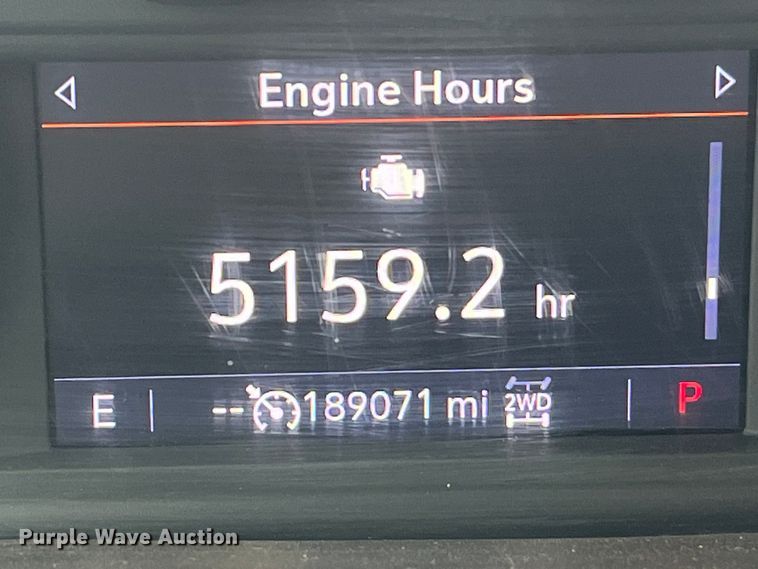 Engine Hours
5159.2 hr
E -- 189071 mi 2WD P
Purple Wave Auction